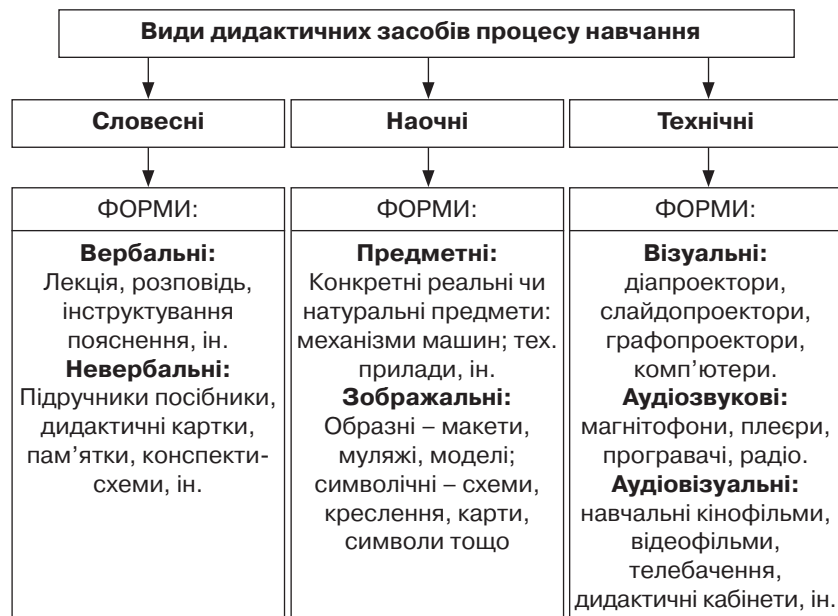 Види дидактичних засобів процесу навчання
Словесні
Наочні
Технічні
ФОРМИ:
Вербальні:
Лекція, розповідь,
інструктування
пояснення, ін.
Невербальні:
Підручники посібники,
дидактичні картки,
пам’ятки, конспекти-
схеми, ін.
ФОРМИ:
Предметні:
Конкретні реальні чи
натуральні предмети:
механізми машин; тех.
прилади, ін.
Зображальні:
Образні – макети,
муляжі, моделі;
символічні – схеми,
креслення, карти,
символи тощо
ФОРМИ:
Візуальні:
діапроектори,
слайдопроектори,
графопроектори,
комп’ютери.
Аудіозвукові:
магнітофони, плеєри,
програвачі, радіо.
Аудіовізуальні:
навчальні кінофільми,
відеофільми,
телебачення,
дидактичні кабінети, ін.